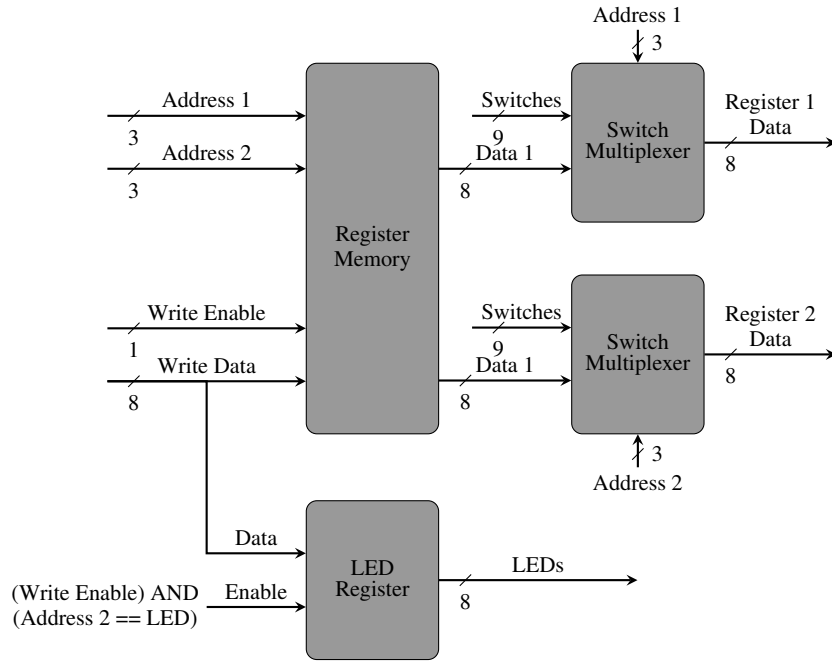 Address 1
3
Address 1
3
Switches
9
Register 1
Data
8
Switch
Multiplexer
Address 2
3
Data 1
8
Register
Memory
Write Enable
1
Switches
9
Register 2
Data
8
Switch
Multiplexer
Write Data
8
Data 1
8
3
Address 2
Data
LED
Register
LEDs
8
(Write Enable) AND
(Address 2 == LED)
Enable